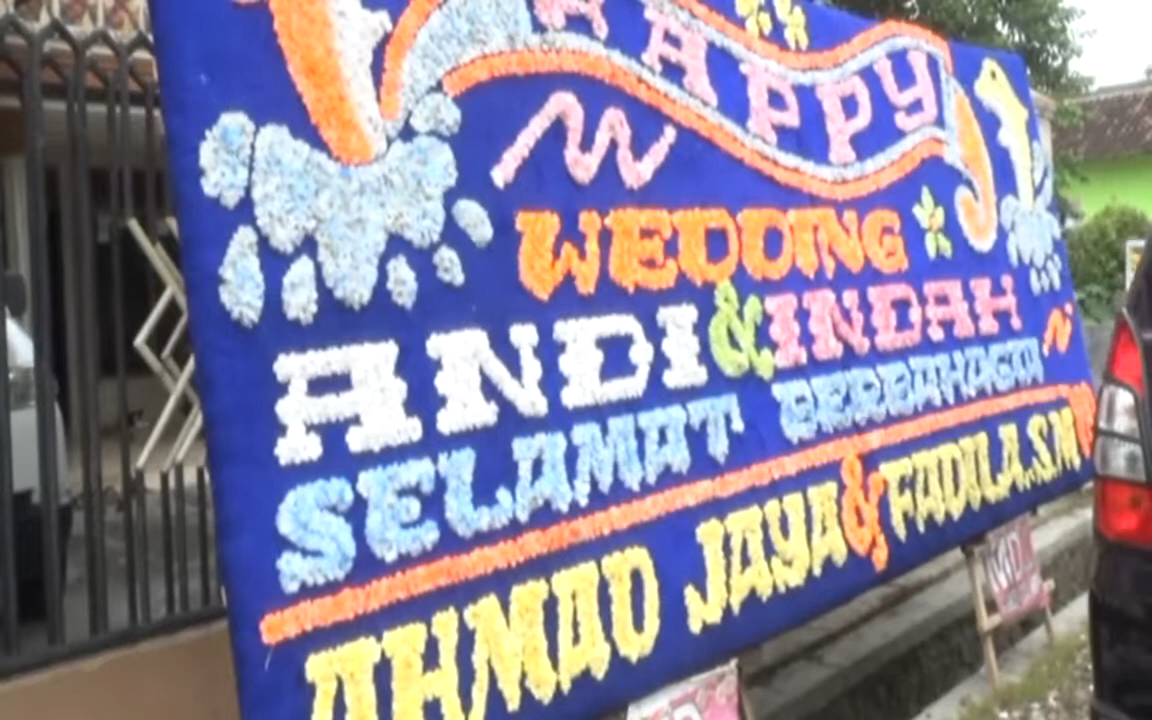 HAPPY
WEDDING
ANDI & INDAH
SELAMAT BERBAHAGIA
AHMAD JAYA & FADILA.S.M